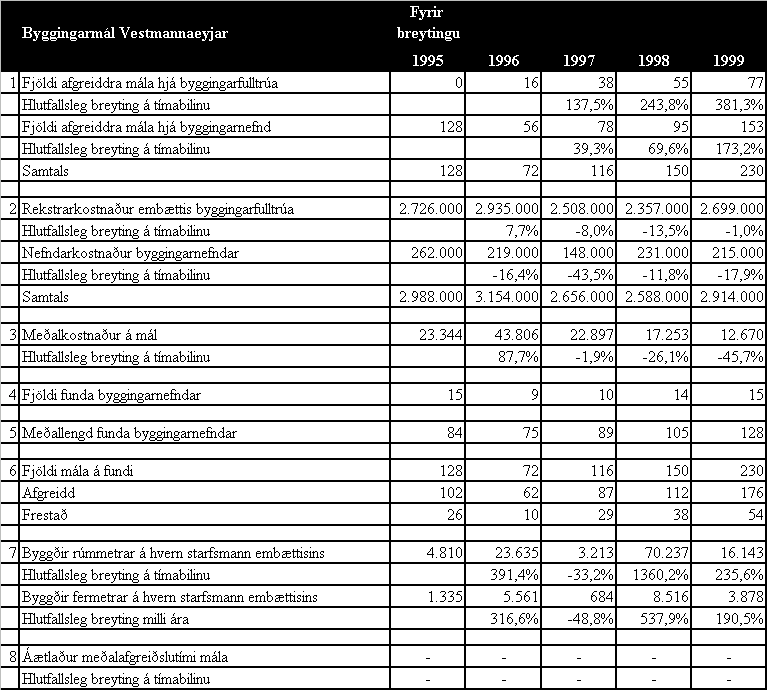 Fyrir
Byggingarmál Vestmannaeyjar breytingu
1995 1996 1997 1998 1999
1 Fjöldi afgreiddra mála hjá byggingarfulltrúa 0 16 38 55 77
Hlutfallsleg breyting á tímabilinu 137,5% 243,8% 381,3%
Fjöldi afgreiddra mála hjá byggingarnefnd 128 56 78 95 153
Hlutfallsleg breyting á tímabilinu 39,3% 69,6% 173,2%
Samtals 128 72 116 150 230
2 Rekstrarkostnaður embættis byggingarfulltrúa 2.726.000 2.935.000 2.508.000 2.357.000 2.699.000
Hlutfallsleg breyting á tímabilinu 7,7% -8,0% -13,5% -1,0%
Nefndarkostnaður byggingarnefndar 262.000 219.000 148.000 231.000 215.000
Hlutfallsleg breyting á tímabilinu -16,4% -43,5% -11,8% -17,9%
Samtals 2.988.000 3.154.000 2.656.000 2.588.000 2.914.000
3 Meðalkostnaður á mál 23.344 43.806 22.897 17.253 12.670
Hlutfallsleg breyting á tímabilinu 87,7% -1,9% -26,1% -45,7%
4 Fjöldi funda byggingarnefndar 15 9 10 14 15
5 Meðallengd funda byggingarnefndar 84 75 89 105 128
6 Fjöldi mála á fundi 128 72 116 150 230
Afgreidd 102 62 87 112 176
Frestað 26 10 29 38 54
7 Byggðir rúmmetrar á hvern starfsmann embættisins 4.810 23.635 3.213 70.237 16.143
Hlutfallsleg breyting á tímabilinu 391,4% -33,2% 1360,2% 235,6%
Byggðir fermetrar á hvern starfsmann embættisins 1.335 5.561 684 8.516 3.878
Hlutfallsleg breyting milli ára 316,6% -48,8% 537,9% 190,5%
8 Áætlaður meðalafgreiðslutími mála - - - - -
Hlutfallsleg breyting á tímabilinu - - - - -